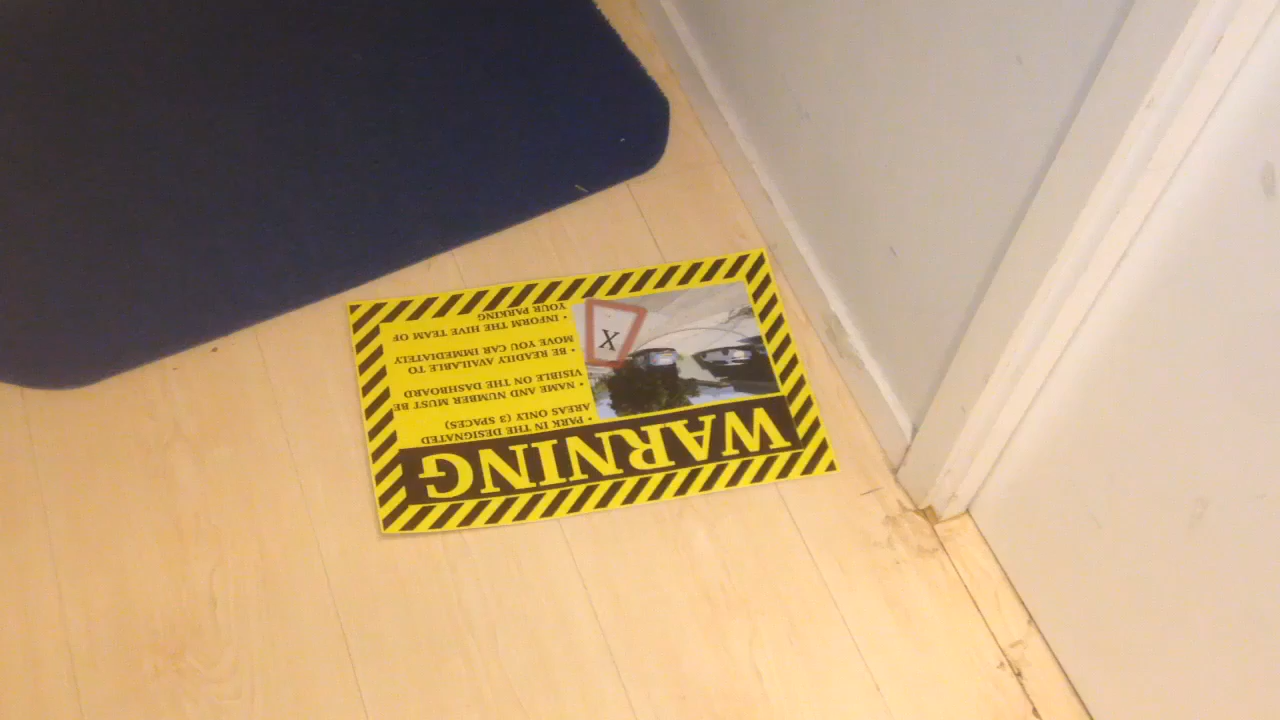 WARNING
• PARK IN THE DESIGNATED
AREAS ONLY (3 SPACES)
• NAME AND NUMBER MUST BE
VISIBLE ON THE DASHBOARD
• BE READILY AVAILABLE TO
MOVE YOU CAR IMMEDIATELY
• INFORM THE HIVE TEAM OF
YOUR PARKING
X